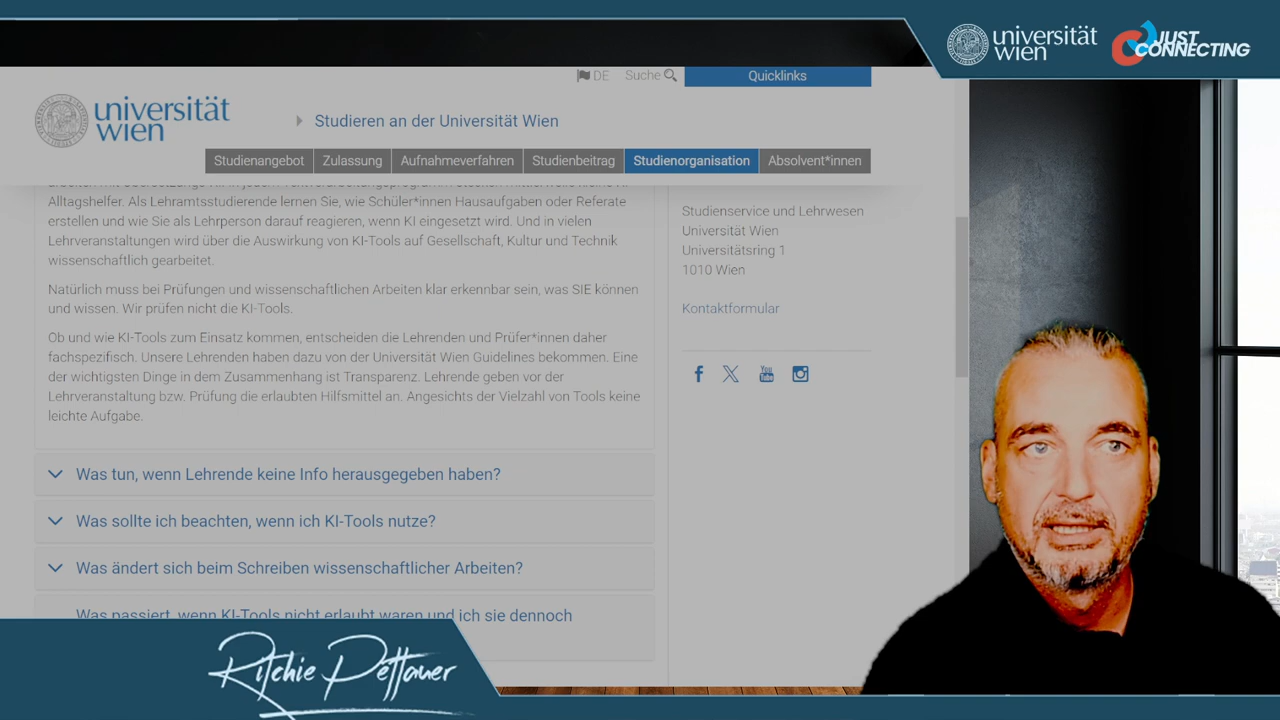 universität
wien
JUST
CONNECTING
DE
Suche
Quicklinks
universität
wien
Studieren an der Universität Wien
Studienangebot
Zulassung
Aufnahmeverfahren
Studienbeitrag
Studienorganisation
Absolvent*innen
Alltagshelfer. Als Lehramtsstudierende lernen Sie, wie Schüler*innen Hausaufgaben oder Referate
erstellen und wie Sie als Lehrperson darauf reagieren, wenn KI eingesetzt wird. Und in vielen
Lehrveranstaltungen wird über die Auswirkung von KI-Tools auf Gesellschaft, Kultur und Technik
wissenschaftlich gearbeitet.
Natürlich muss bei Prüfungen und wissenschaftlichen Arbeiten klar erkennbar sein, was SIE können
und wissen. Wir prüfen nicht die KI-Tools.
Ob und wie KI-Tools zum Einsatz kommen, entscheiden die Lehrenden und Prüfer*innen daher
fachspezifisch. Unsere Lehrenden haben dazu von der Universität Wien Guidelines bekommen. Eine
der wichtigsten Dinge in dem Zusammenhang ist Transparenz. Lehrende geben vor der
Lehrveranstaltung bzw. Prüfung die erlaubten Hilfsmittel an. Angesichts der Vielzahl von Tools keine
leichte Aufgabe.
Studienservice und Lehrwesen
Universität Wien
Universitätsring 1
1010 Wien
Kontaktformular
Was tun, wenn Lehrende keine Info herausgegeben haben?
Was sollte ich beachten, wenn ich KI-Tools nutze?
Was ändert sich beim Schreiben wissenschaftlicher Arbeiten?
Was passiert, wenn KI-Tools nicht erlaubt waren und ich sie dennoch
Ritchie Pettauer